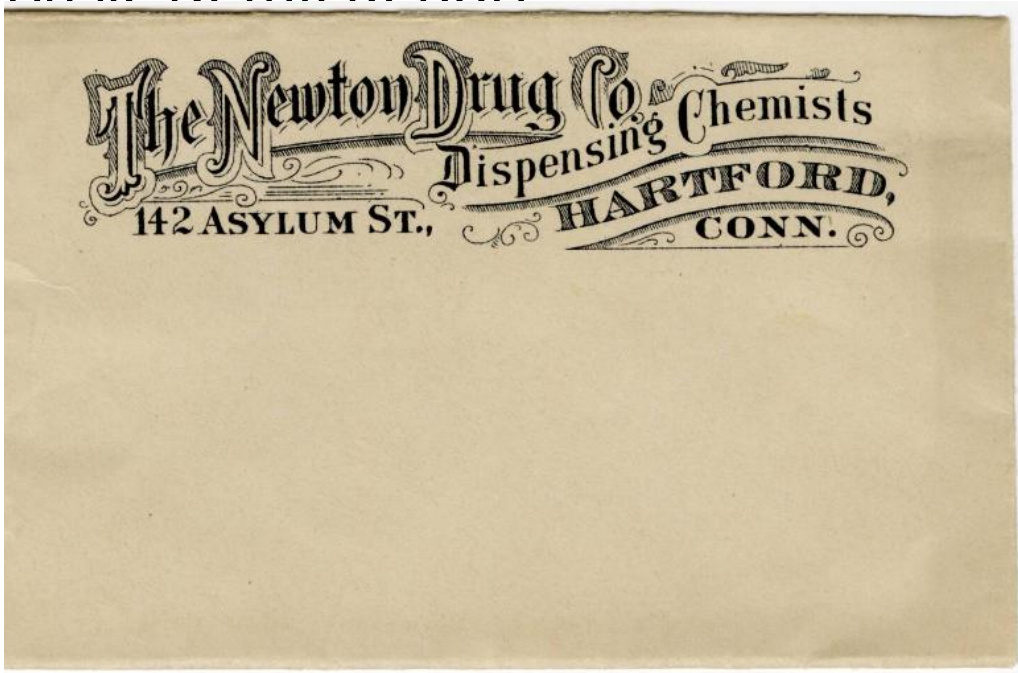 The Newton Drug Co.
Dispensing Chemists
142 ASYLUM ST.,
HARTFORD,
CONN.